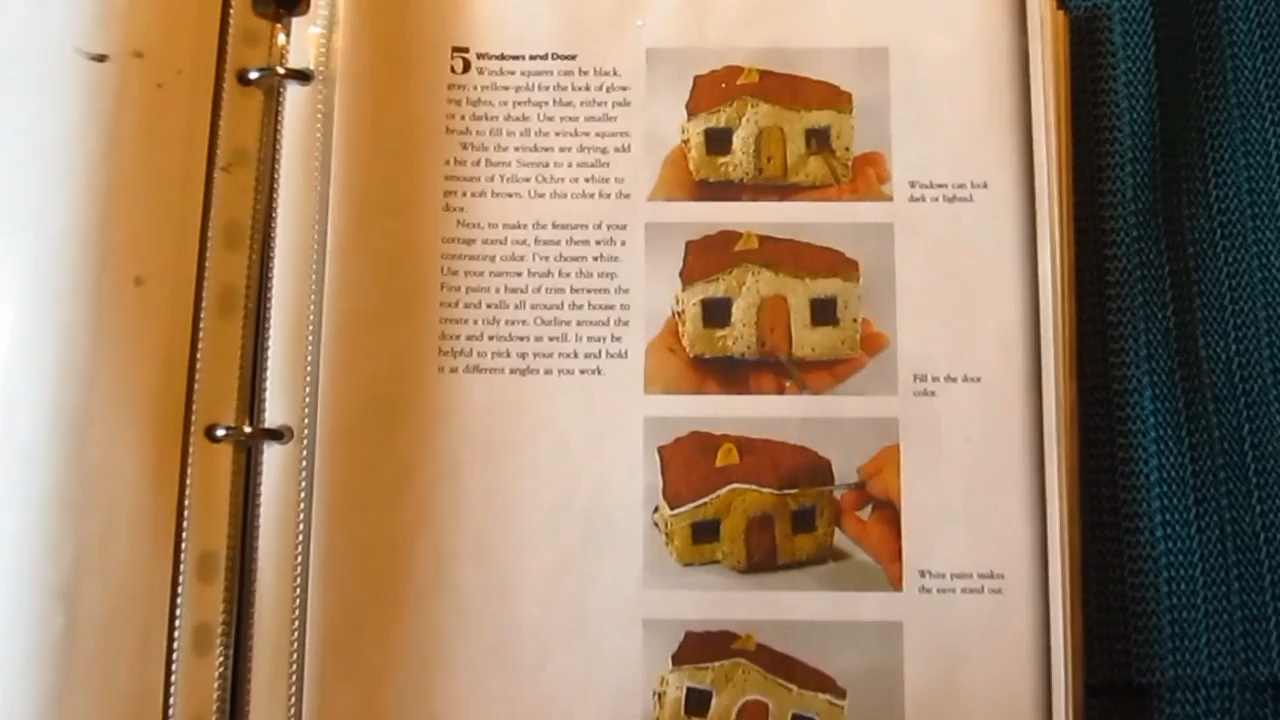 5 Windows and Door
Window squares can be black,
gray, a yellow-gold for the look of glow-
ing lights, or perhaps blue, either pale
or a darker shade. Use your smaller
brush to fill in all the window squares.
While the windows are drying, add
a bit of Burnt Sienna to a smaller
amount of Yellow Ochre or white to
get a soft brown. Use this color for the
door.
Next, to make the features of your
cottage stand out, frame them with a
contrasting color. I've chosen white.
Use your narrow brush for this step.
First paint a band of trim between the
roof and walls all around the house to
create a tidy eave. Outline around the
door and windows as well. It may be
helpful to pick up your rock and hold
it at different angles as you work.
Windows can look
dark or lighted.
Fill in the door
color.
White paint makes
the eave stand out.